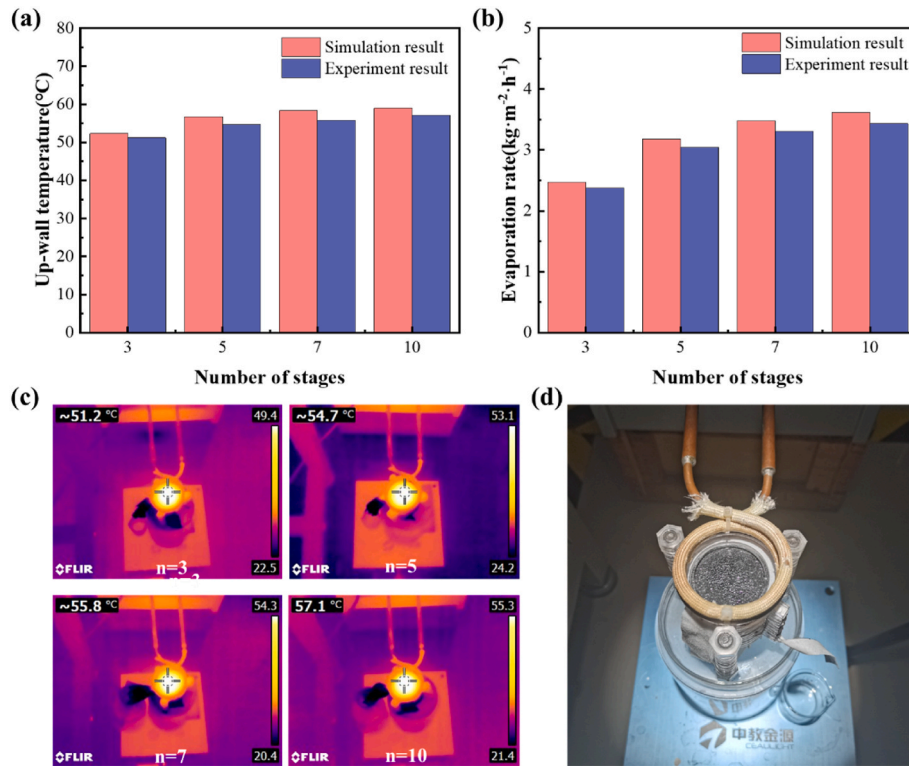 (a)
80
70
60
50
40
30
20
10
0
Up-wall temperature(°C)
Simulation result
Experiment result
3 5 7 10
Number of stages
(b)
5
4
3
2
1
0
Evaporation rate(kg·m⁻²·h⁻¹)
Simulation result
Experiment result
3 5 7 10
Number of stages
(c)
~51.2 °C 49.4
n=3
FLIR 22.5
~54.7 °C 53.1
n=5
FLIR 24.2
~55.8 °C 54.3
n=7
FLIR 20.4
57.1 °C 55.3
n=10
FLIR 21.4
(d)
中教金源
CEAULIGHT